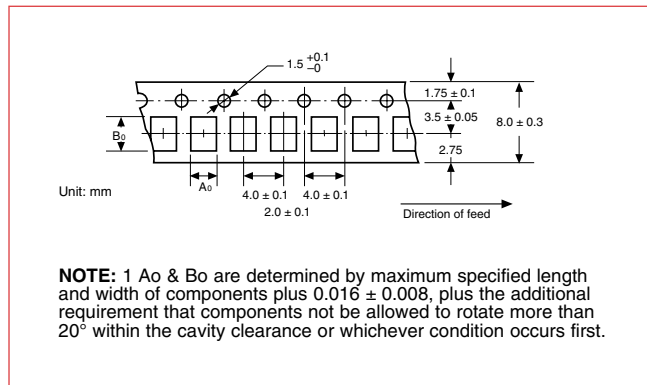 1.5 +0.1
–0
1.75 ± 0.1
3.5 ± 0.05
8.0 ± 0.3
B0
2.75
A0
Unit: mm
4.0 ± 0.1
4.0 ± 0.1
2.0 ± 0.1
Direction of feed
NOTE: 1 Ao & Bo are determined by maximum specified length
and width of components plus 0.016 ± 0.008, plus the additional
requirement that components not be allowed to rotate more than
20° within the cavity clearance or whichever condition occurs first.